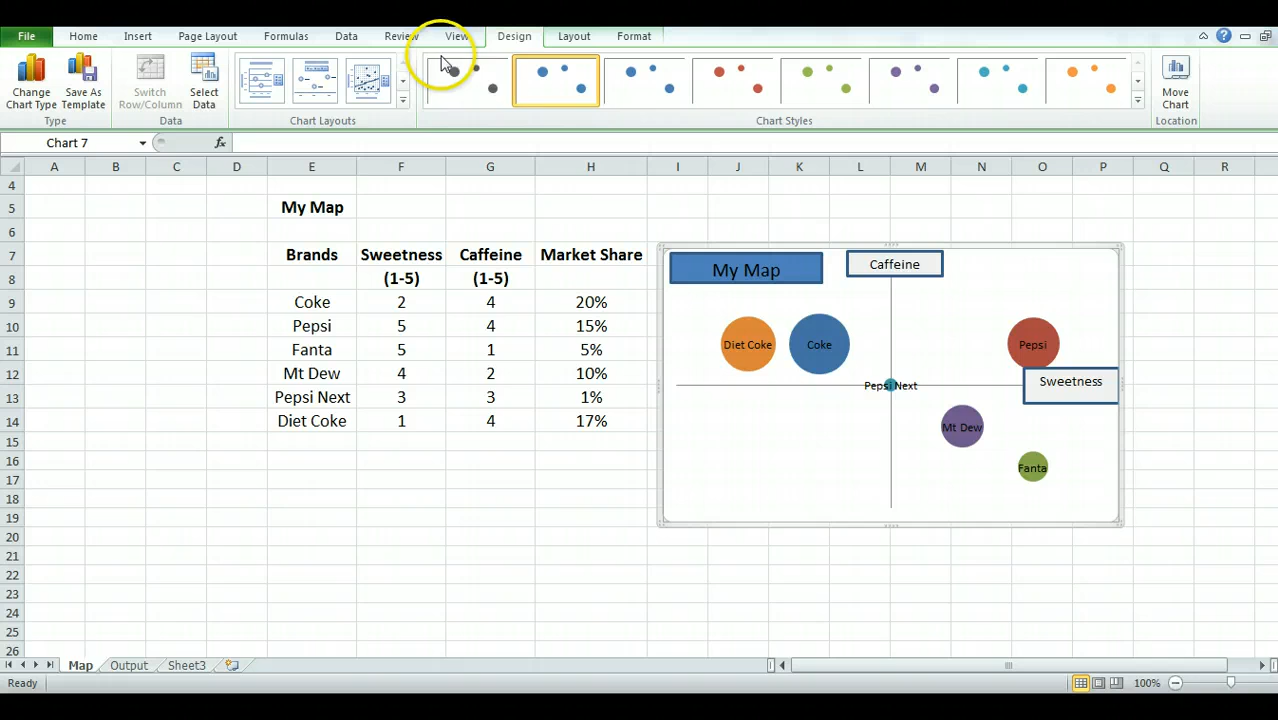 File Home Insert Page Layout Formulas Data Review View Design Layout Format
Change Chart Type
Save As Template
Switch Row/Column
Select Data
Move Chart
Type Data Chart Layouts Chart Styles Location
Chart 7 fx
A B C D E F G H I J K L M N O P Q R
4
5 My Map
6
7 Brands Sweetness Caffeine Market Share
8 (1-5) (1-5)
9 Coke 2 4 20%
10 Pepsi 5 4 15%
11 Fanta 5 1 5%
12 Mt Dew 4 2 10%
13 Pepsi Next 3 3 1%
14 Diet Coke 1 4 17%
15
16
17
18
19
20
21
22
23
24
25
26
My Map
Caffeine
Diet Coke
Coke
Pepsi
Pepsi Next
Sweetness
Mt Dew
Fanta
Map Output Sheet3
Ready 100%